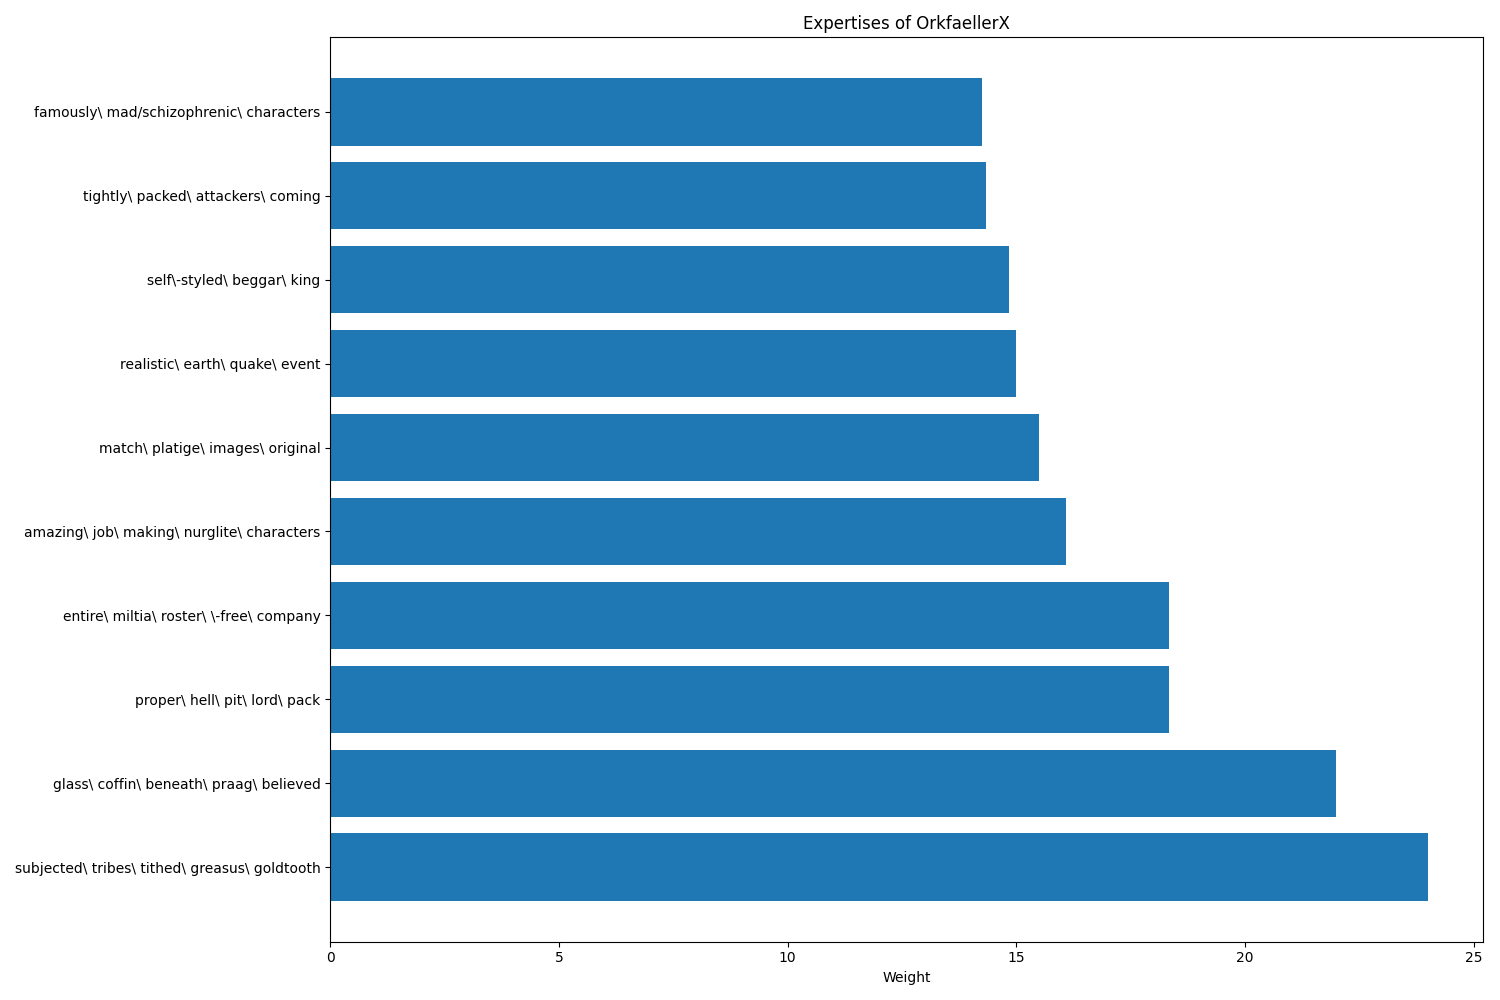 Expertises of OrkfaellerX
famously\ mad/schizophrenic\ characters
tightly\ packed\ attackers\ coming
self\-styled\ beggar\ king
realistic\ earth\ quake\ event
match\ platige\ images\ original
amazing\ job\ making\ nurglite\ characters
entire\ miltia\ roster\ \-free\ company
proper\ hell\ pit\ lord\ pack
glass\ coffin\ beneath\ praag\ believed
subjected\ tribes\ tithed\ greasus\ goldtooth
0 5 10 15 20 25
Weight